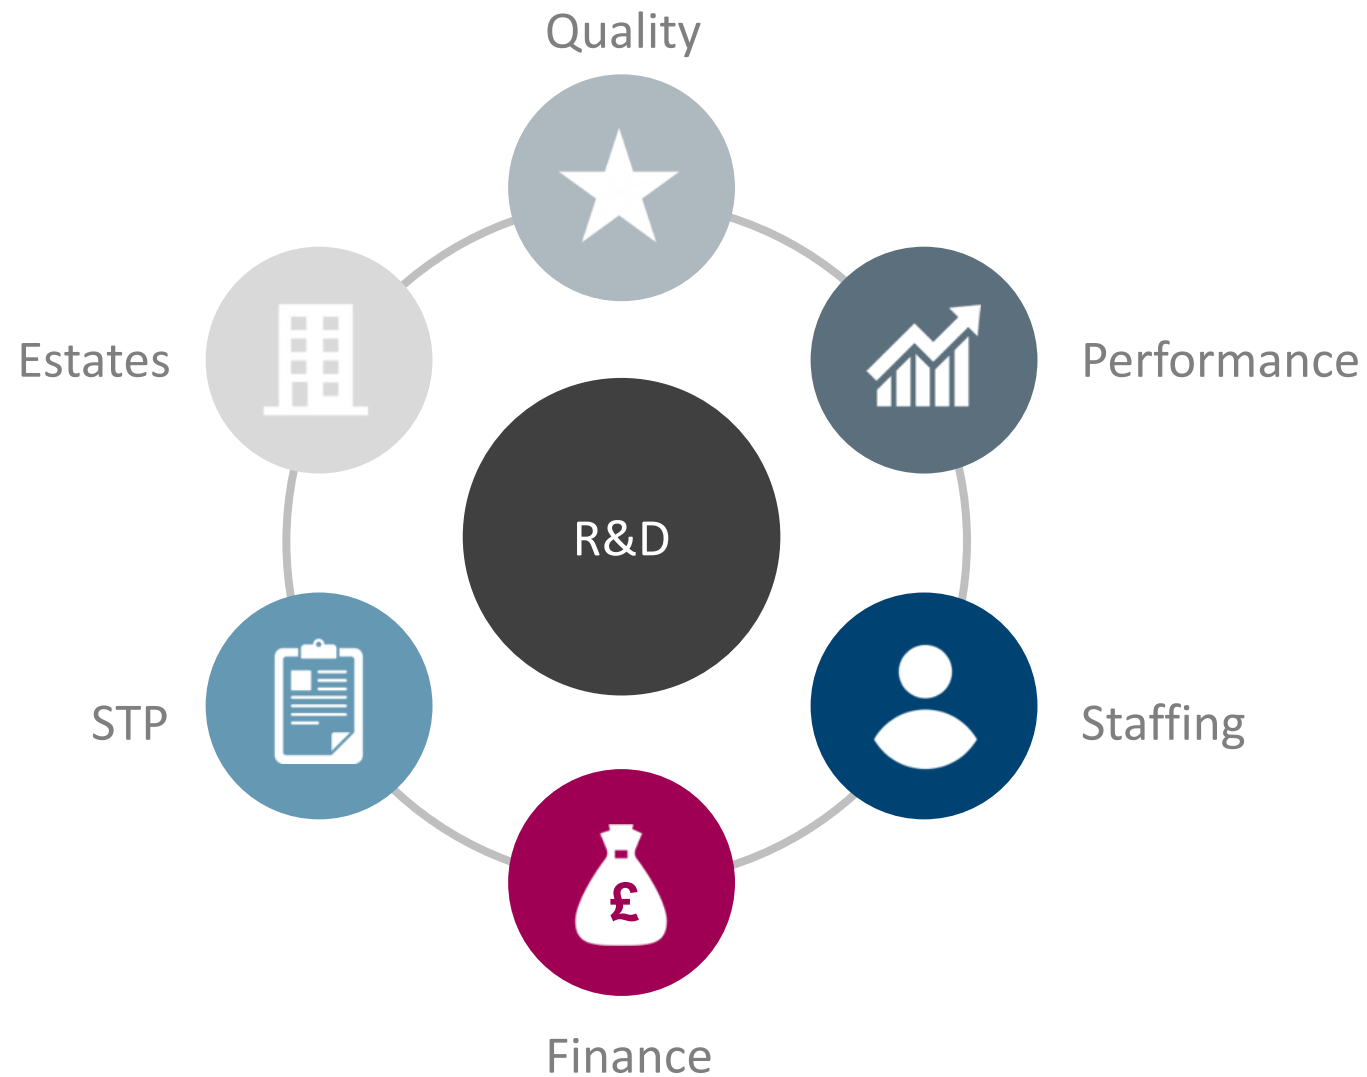 Quality
Estates
Performance
R&D
STP
Staffing
£
Finance